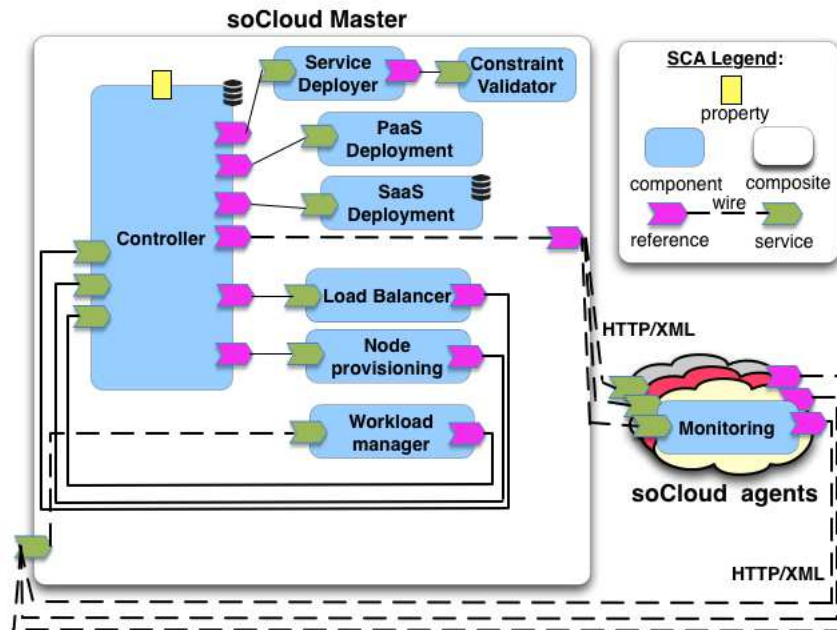 soCloud Master
Service
Deployer
Constraint
Validator
PaaS
Deployment
SaaS
Deployment
Controller
Load Balancer
Node
provisioning
Workload
manager
SCA Legend:
property
component
composite
wire
reference
service
HTTP/XML
Monitoring
soCloud agents
HTTP/XML